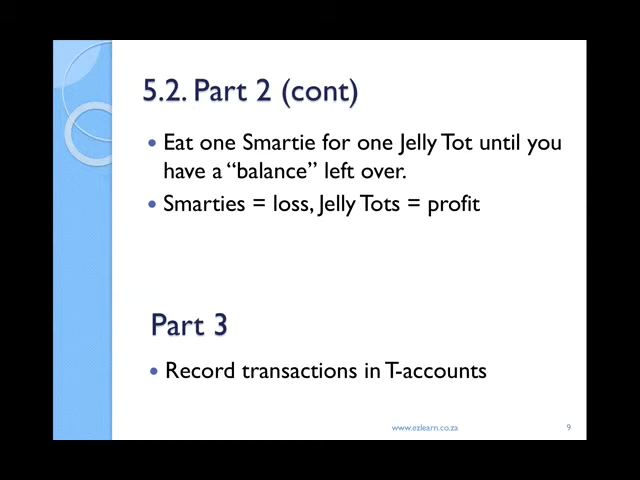 5.2. Part 2 (cont)
• Eat one Smartie for one Jelly Tot until you
have a “balance” left over.
• Smarties = loss, Jelly Tots = profit
Part 3
• Record transactions in T-accounts
www.ezlearn.co.za
9